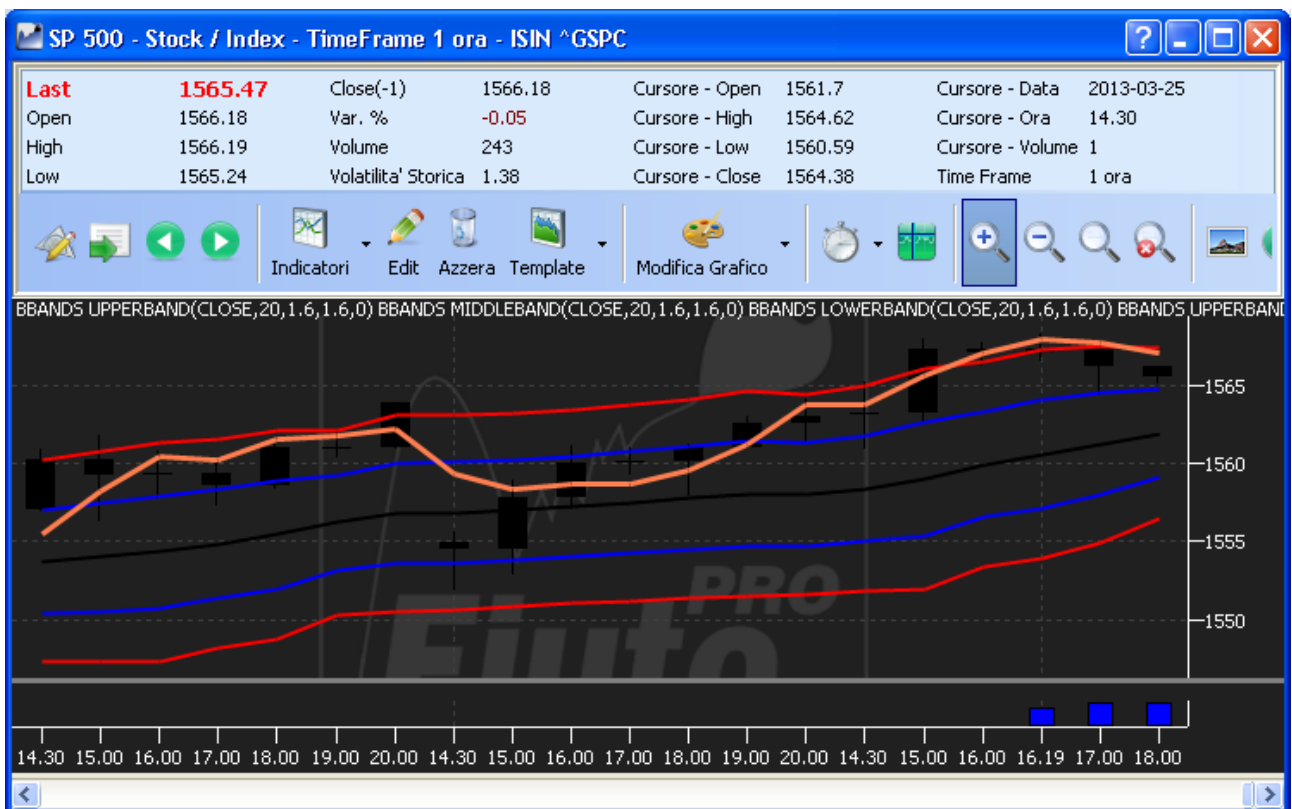 SP 500 - Stock / Index - TimeFrame 1 ora - ISIN ^GSPC
Last 1565.47 Close(-1) 1566.18 Cursore - Open 1561.7 Cursore - Data 2013-03-25
Open 1566.18 Var. % -0.05 Cursore - High 1564.62 Cursore - Ora 14.30
High 1566.19 Volume 243 Cursore - Low 1560.59 Cursore - Volume 1
Low 1565.24 Volatilita' Storica 1.38 Cursore - Close 1564.38 Time Frame 1 ora
Indicatori Edit Azzera Template Modifica Grafico
BBANDS UPPERBAND(CLOSE,20,1.6,1.6,0) BBANDS MIDDLEBAND(CLOSE,20,1.6,1.6,0) BBANDS LOWERBAND(CLOSE,20,1.6,1.6,0) BBANDS UPPERBAND
1565
1560
1555
PRO
1550
Fiuto
14.30 15.00 16.00 17.00 18.00 19.00 20.00 14.30 15.00 16.00 17.00 18.00 19.00 20.00 14.30 15.00 16.00 16.19 17.00 18.00